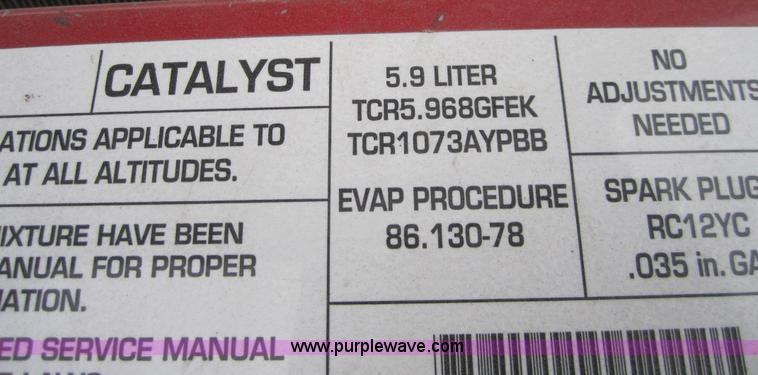 CATALYST
ATIONS APPLICABLE TO
AT ALL ALTITUDES.
IXTURE HAVE BEEN
ANUAL FOR PROPER
ATION.
ED SERVICE MANUAL
5.9 LITER
TCR5.968GFEK
TCR1073AYPBB
EVAP PROCEDURE
86.130-78
NO
ADJUSTMENTS
NEEDED
SPARK PLUG
RC12YC
.035 in. GA
www.purplewave.com